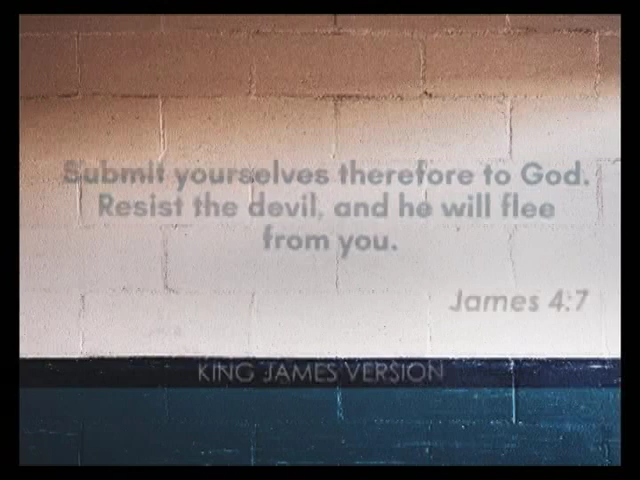 Submit yourselves therefore to God.
Resist the devil, and he will flee
from you.
James 4:7
KING JAMES VERSION